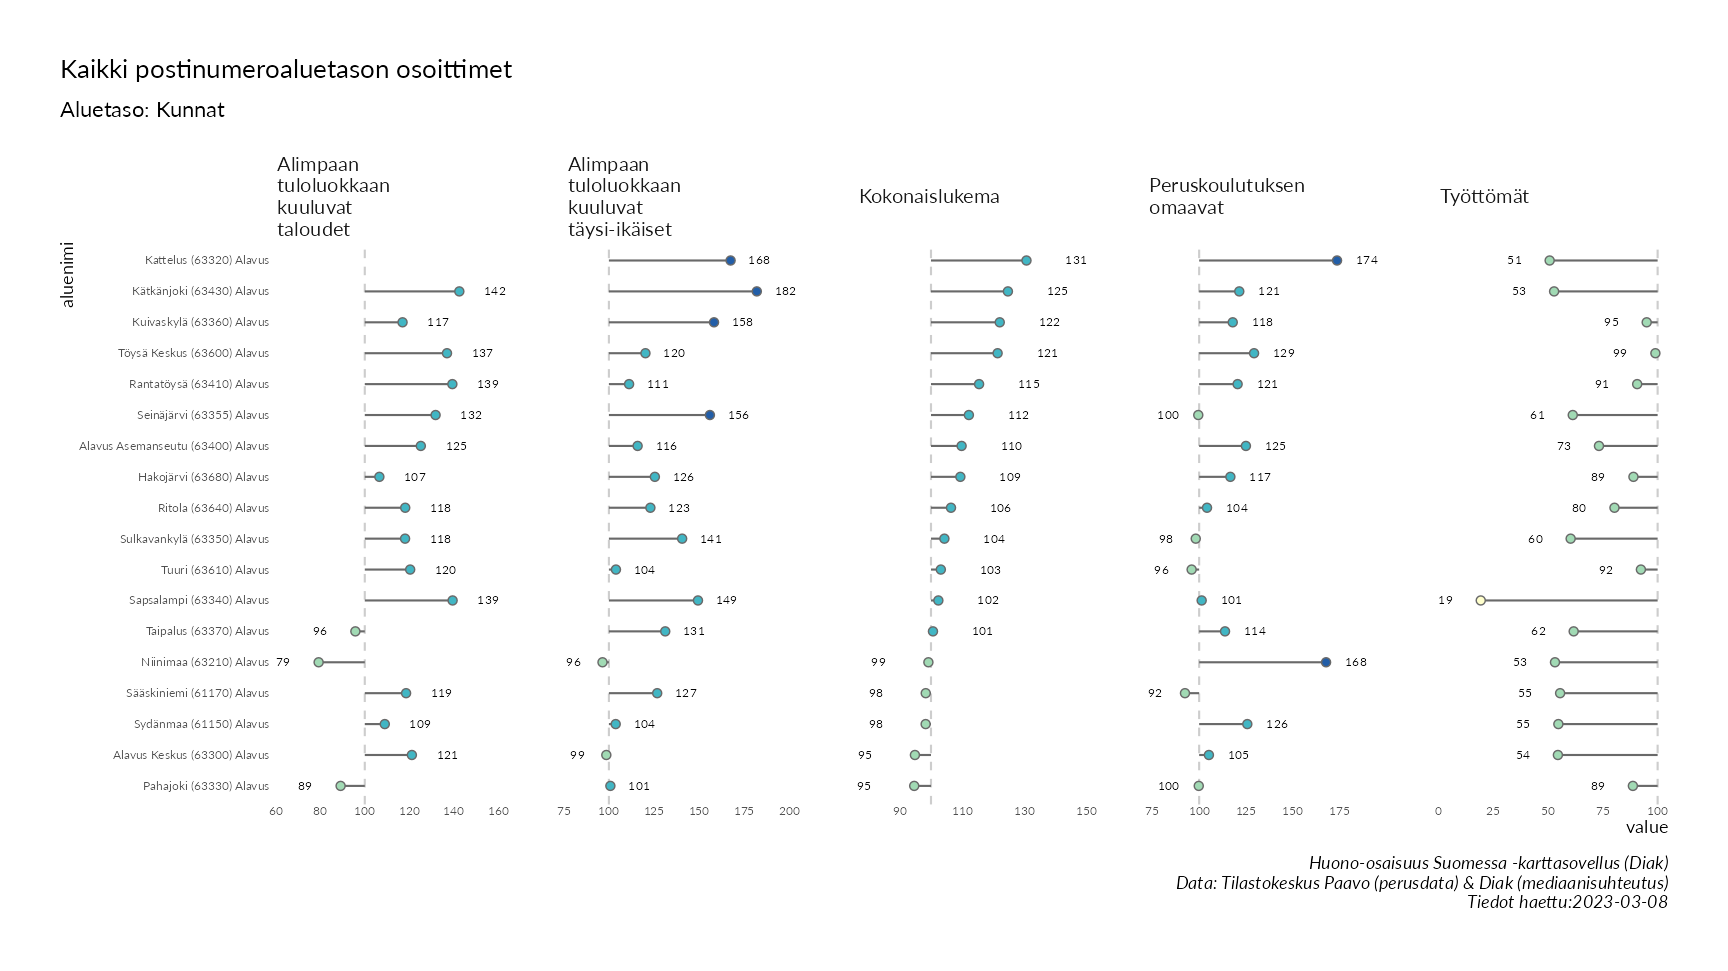 Kaikki postinumeroaluetason osoittimet
Aluetaso: Kunnat
Alimpaan
tuloluokkaan
kuuluvat
taloudet
Alimpaan
tuloluokkaan
kuuluvat
täysi-ikäiset
Kokonaislukema
Peruskoulutuksen
omaavat
Työttömät
aluenimi
Kattelus (63320) Alavus 168 131 174 51
Kätkänjoki (63430) Alavus 142 182 125 121 53
Kuivaskylä (63360) Alavus 117 158 122 118 95
Töysä Keskus (63600) Alavus 137 120 121 129 99
Rantatöysä (63410) Alavus 139 111 115 121 91
Seinäjärvi (63355) Alavus 132 156 112 100 61
Alavus Asemanseutu (63400) Alavus 125 116 110 125 73
Hakojärvi (63680) Alavus 107 126 109 117 89
Ritola (63640) Alavus 118 123 106 104 80
Sulkavankylä (63350) Alavus 118 141 104 98 60
Tuuri (63610) Alavus 120 104 103 96 92
Sapsalampi (63340) Alavus 139 149 102 101 19
Taipalus (63370) Alavus 96 131 101 114 62
Niinimaa (63210) Alavus 79 96 99 168 53
Sääskiniemi (61170) Alavus 119 127 98 92 55
Sydänmaa (61150) Alavus 109 104 98 126 55
Alavus Keskus (63300) Alavus 121 99 95 105 54
Pahajoki (63330) Alavus 89 101 95 100 89
60 80 100 120 140 160 75 100 125 150 175 200 90 110 130 150 75 100 125 150 175 0 25 50 75 100
value
Huono-osaisuus Suomessa -karttasovellus (Diak)
Data: Tilastokeskus Paavo (perusdata) & Diak (mediaanisuhteutus)
Tiedot haettu:2023-03-08